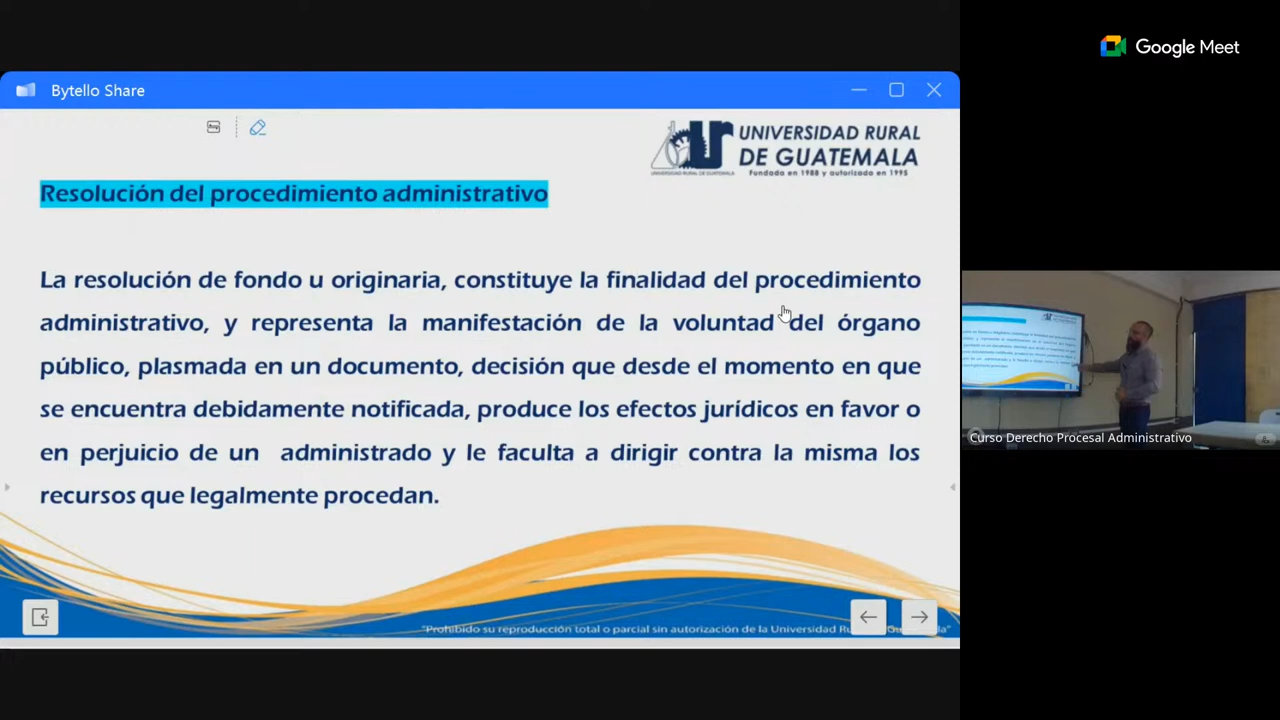 Google Meet
Bytello Share
UNIVERSIDAD RURAL
DE GUATEMALA
UNIVERSIDAD RURAL DE GUATEMALA
Fundada en 1988 y autorizada en 1995
Resolución del procedimiento administrativo
La resolución de fondo u originaria, constituye la finalidad del procedimiento
administrativo, y representa la manifestación de la voluntad del órgano
público, plasmada en un documento, decisión que desde el momento en que
se encuentra debidamente notificada, produce los efectos jurídicos en favor o
en perjuicio de un administrado y le faculta a dirigir contra la misma los
recursos que legalmente procedan.
"Prohibido su reproducción total o parcial sin autorización de la Universidad
Curso Derecho Procesal Administrativo